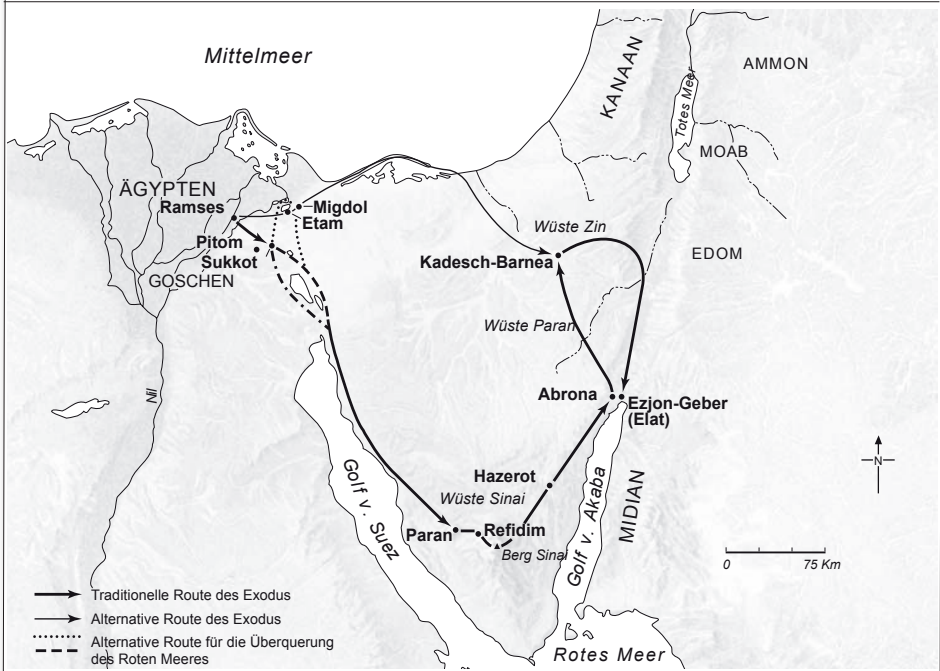 Mittelmeer
KANAAN
AMMON
Totes Meer
MOAB
ÄGYPTEN
Ramses
Migdol
Etam
Wüste Zin
Pitom
Sukkot
Kadesch-Barnea
EDOM
GOSCHEN
Wüste Paran
Nil
Abrona
Ezjon-Geber
(Elat)
N
Golf v. Suez
Hazerot
Wüste Sinai
Golf v. Akaba
MIDIAN
Paran
Refidim
Berg Sinai
0 75 Km
Traditionelle Route des Exodus
Alternative Route des Exodus
Alternative Route für die Überquerung
des Roten Meeres
Rotes Meer